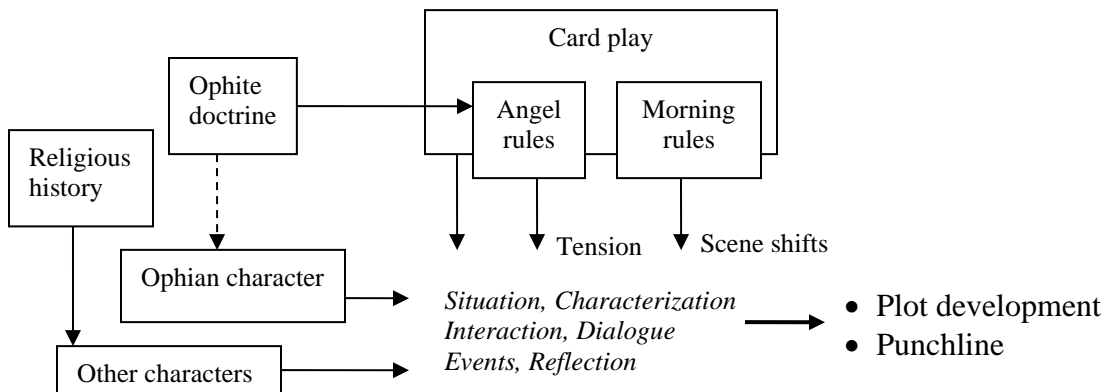 Card play
Ophite
doctrine
Angel
rules
Morning
rules
Religious
history
Tension
Scene shifts
Ophian character
Situation, Characterization
Interaction, Dialogue
Events, Reflection
• Plot development
• Punchline
Other characters